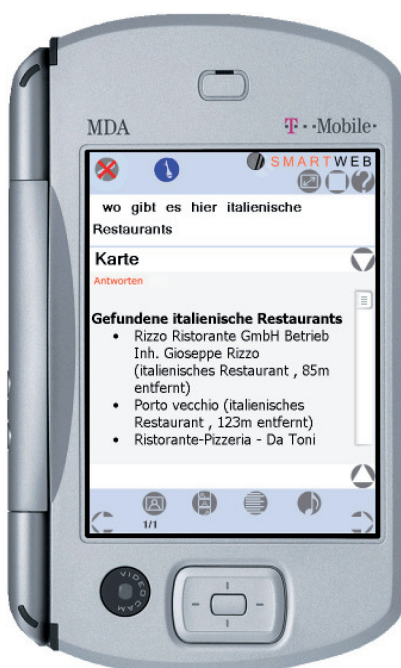 MDA
T··Mobile·
SMARTWEB
wo gibt es hier italienische
Restaurants
Karte
Antworten
Gefundene italienische Restaurants
• Rizzo Ristorante GmbH Betrieb
Inh. Gioseppe Rizzo
(italienisches Restaurant , 85m
entfernt)
• Porto vecchio (italienisches
Restaurant , 123m entfernt)
• Ristorante-Pizzeria - Da Toni
1/1
VIDEO
CAM